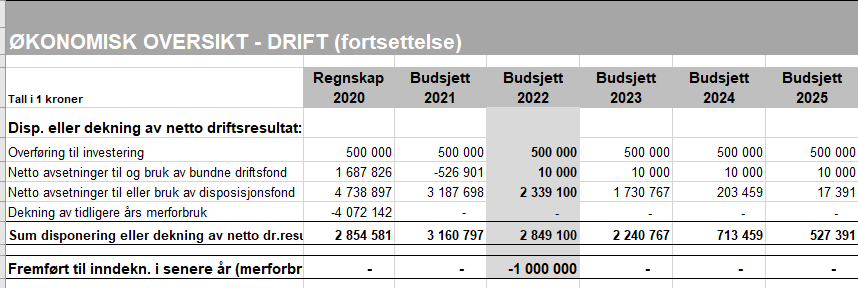 ØKONOMISK OVERSIKT - DRIFT (fortsettelse)
Regnskap Budsjett Budsjett Budsjett Budsjett Budsjett
Tall i 1 kroner 2020 2021 2022 2023 2024 2025
Disp. eller dekning av netto driftsresultat:
Overføring til investering 500 000 500 000 500 000 500 000 500 000 500 000
Netto avsetninger til og bruk av bundne driftsfond 1 687 826 -526 901 10 000 10 000 10 000 10 000
Netto avsetninger til eller bruk av disposisjonsfond 4 738 897 3 187 698 2 339 100 1 730 767 203 459 17 391
Dekning av tidligere års merforbruk -4 072 142 - - - - -
Sum disponering eller dekning av netto dr.resu 2 854 581 3 160 797 2 849 100 2 240 767 713 459 527 391
Fremført til inndekn. i senere år (merforbr - - -1 000 000 - - -